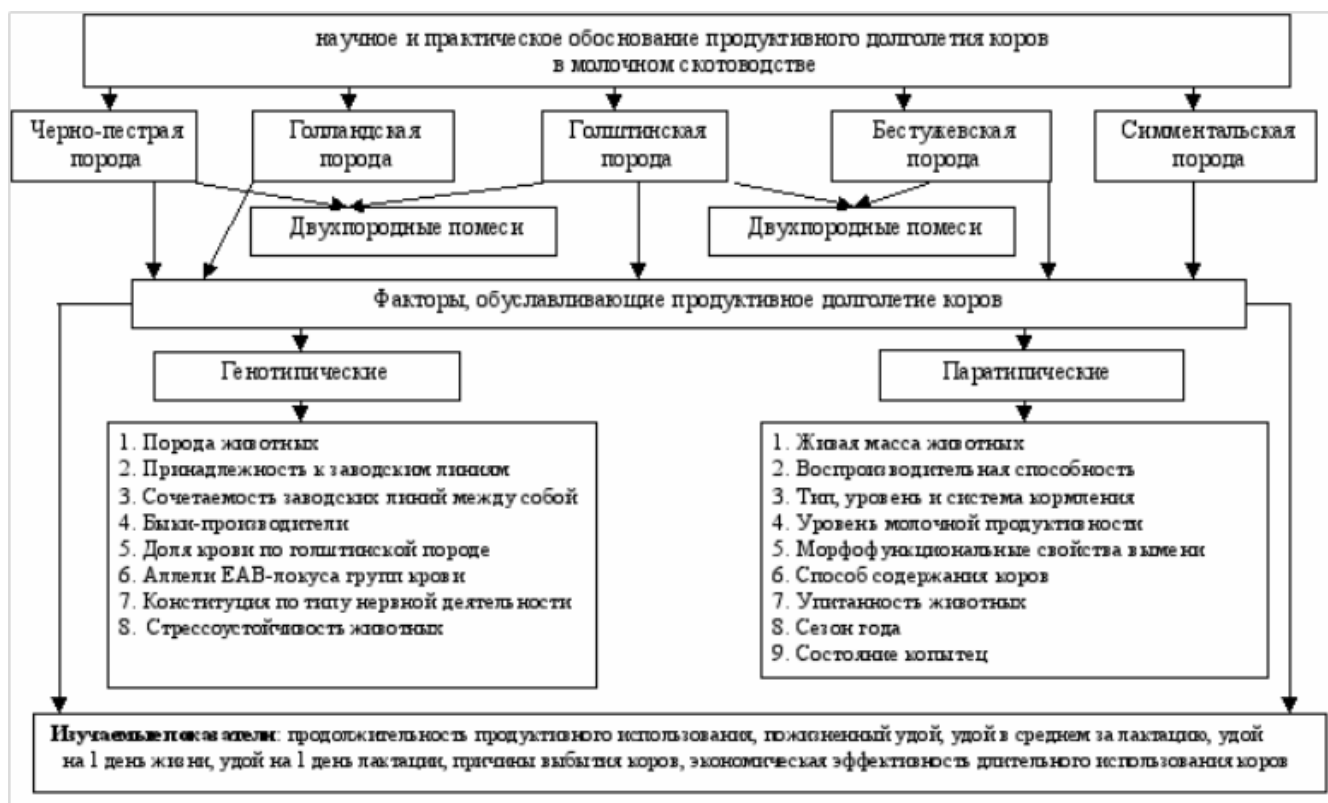 научное и практическое обоснование продуктивного долголетия коров
в молочном скотоводстве
Черно-пестрая
порода
Голландская
порода
Голштинская
порода
Бестужевская
порода
Симментальская
порода
Двухпородные помеси
Двухпородные помеси
Факторы, обуславливающие продуктивное долголетие коров
Генотипические
Паратипические
1. Порода животных
2. Принадлежность к заводским линиям
3. Сочетаемость заводских линий между собой
4. Быки-производители
5. Доля крови по голштинской породе
6. Аллели ЕАВ-локуса групп крови
7. Конституция по типу нервной деятельности
8. Стрессоустойчивость животных
1. Живая масса животных
2. Воспроизводительная способность
3. Тип, уровень и система кормления
4. Уровень молочной продуктивности
5. Морфофункциональные свойства вымени
6. Способ содержания коров
7. Упитанность животных
8. Сезон года
9. Состояние копытец
Изучаемые показатели: продолжительность продуктивного использования, пожизненный удой, удой в среднем за лактацию, удой
на 1 день жизни, удой на 1 день лактации, причины выбытия коров, экономическая эффективность длительного использования коров